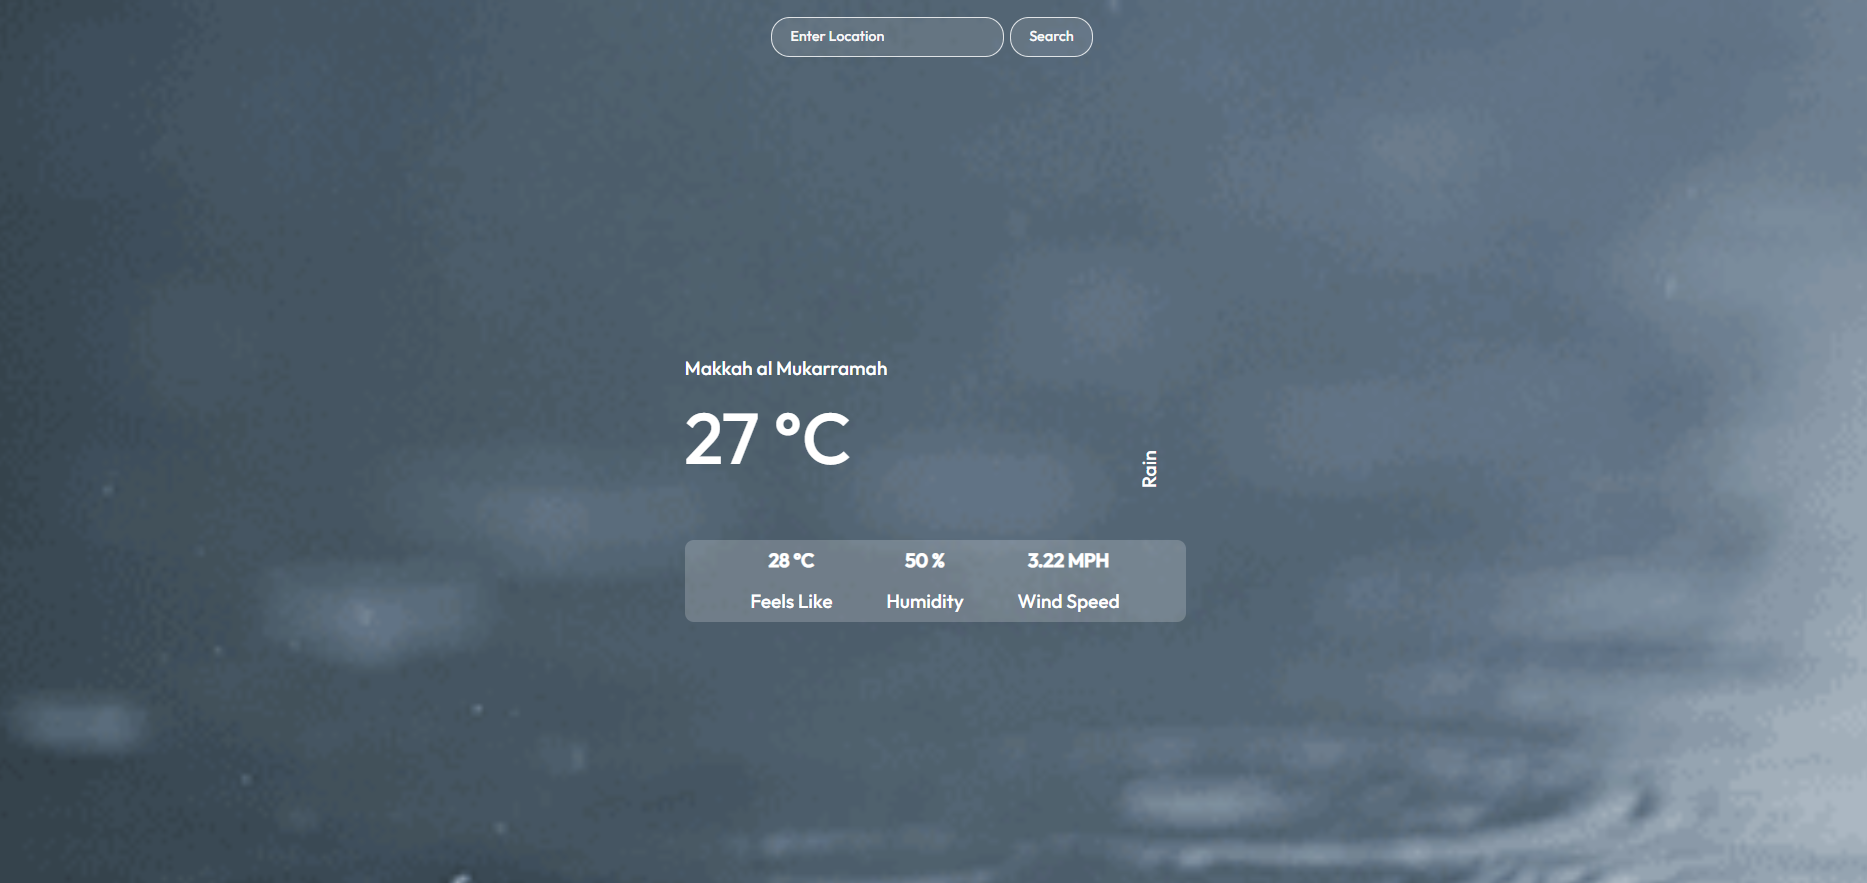 Enter Location
Search
Makkah al Mukarramah
27 °C
Rain
28 °C
50 %
3.22 MPH
Feels Like
Humidity
Wind Speed